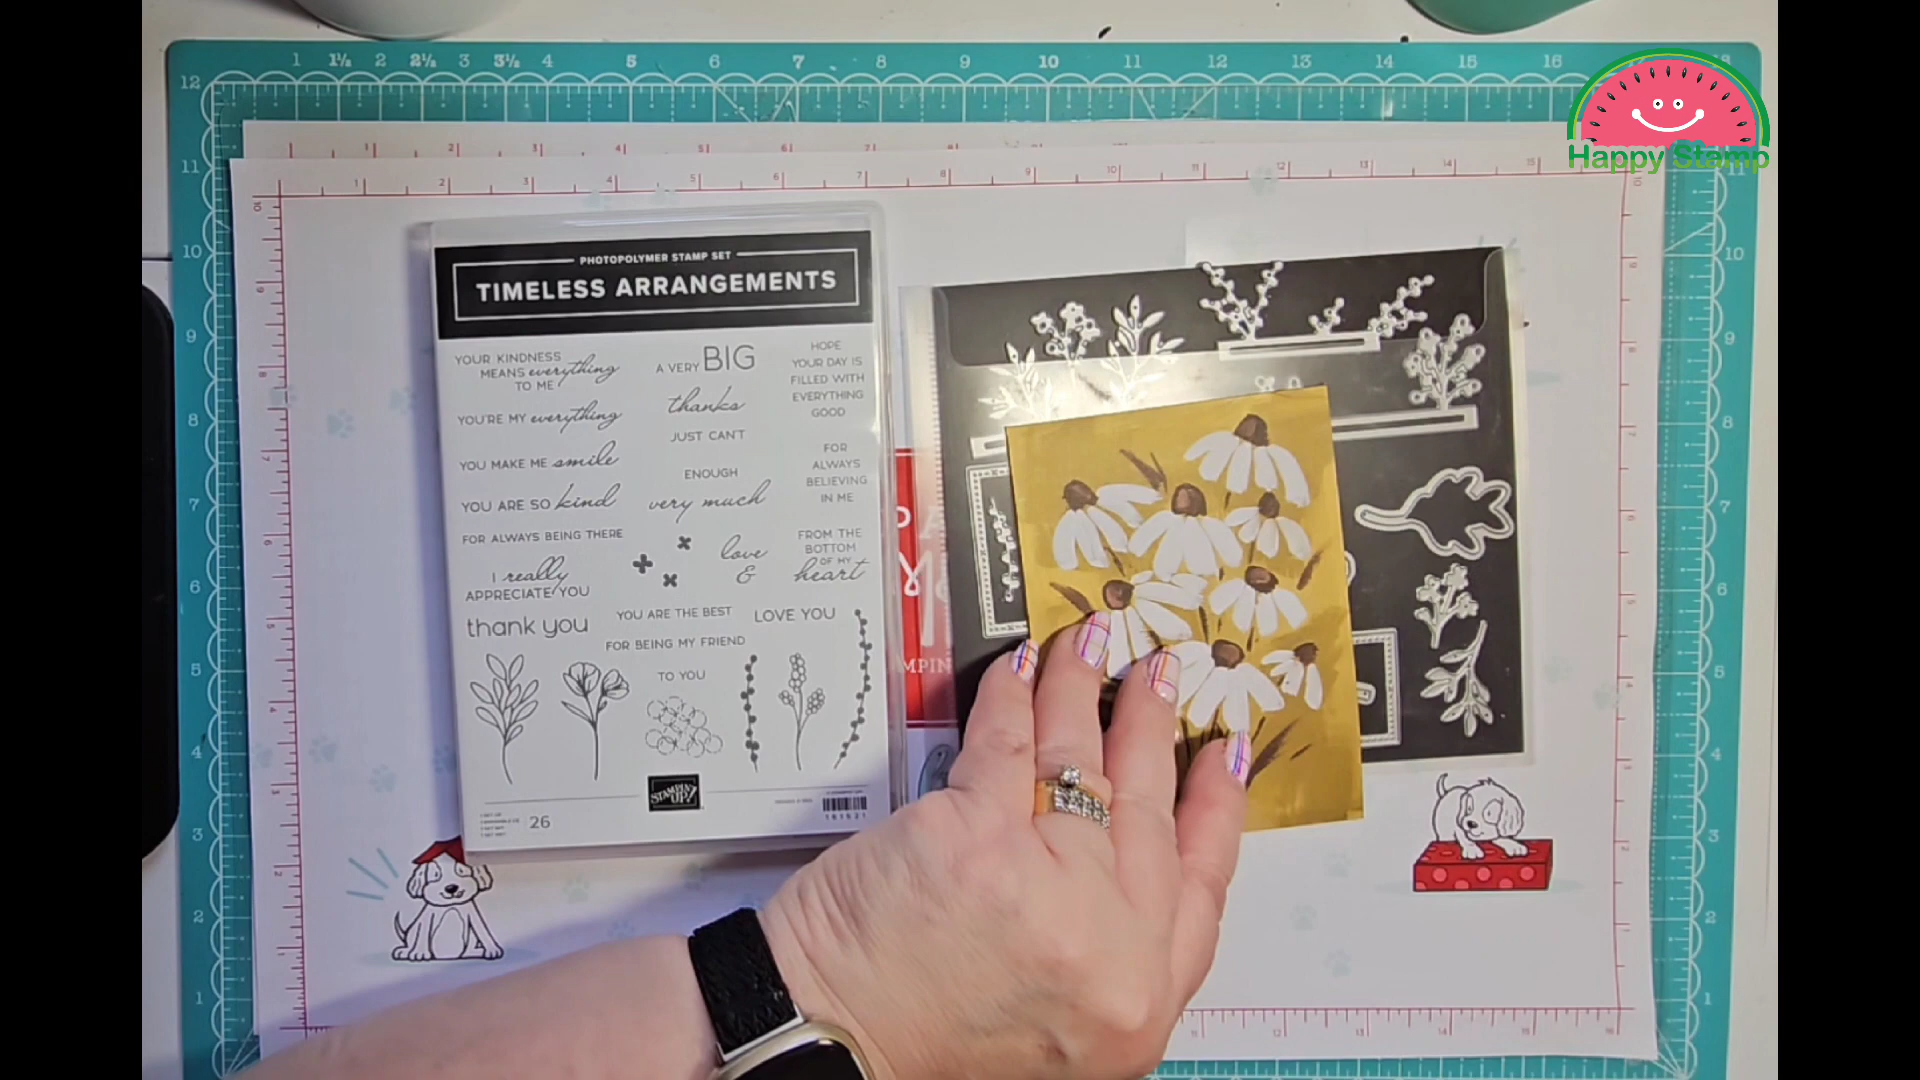 Happy Stamp
PHOTOPOLYMER STAMP SET
TIMELESS ARRANGEMENTS
YOUR KINDNESS
MEANS everything
TO ME
YOU'RE MY everything
YOU MAKE ME smile
YOU ARE SO kind
FOR ALWAYS BEING THERE
I really
APPRECIATE YOU
thank you
A VERY BIG
thanks
JUST CAN'T
ENOUGH
very much
love
&
YOU ARE THE BEST
FOR BEING MY FRIEND
TO YOU
HOPE
YOUR DAY IS
FILLED WITH
EVERYTHING
GOOD
FOR
ALWAYS
BELIEVING
IN ME
FROM THE
BOTTOM
OF MY
heart
LOVE YOU
STAMPIN' UP!
26